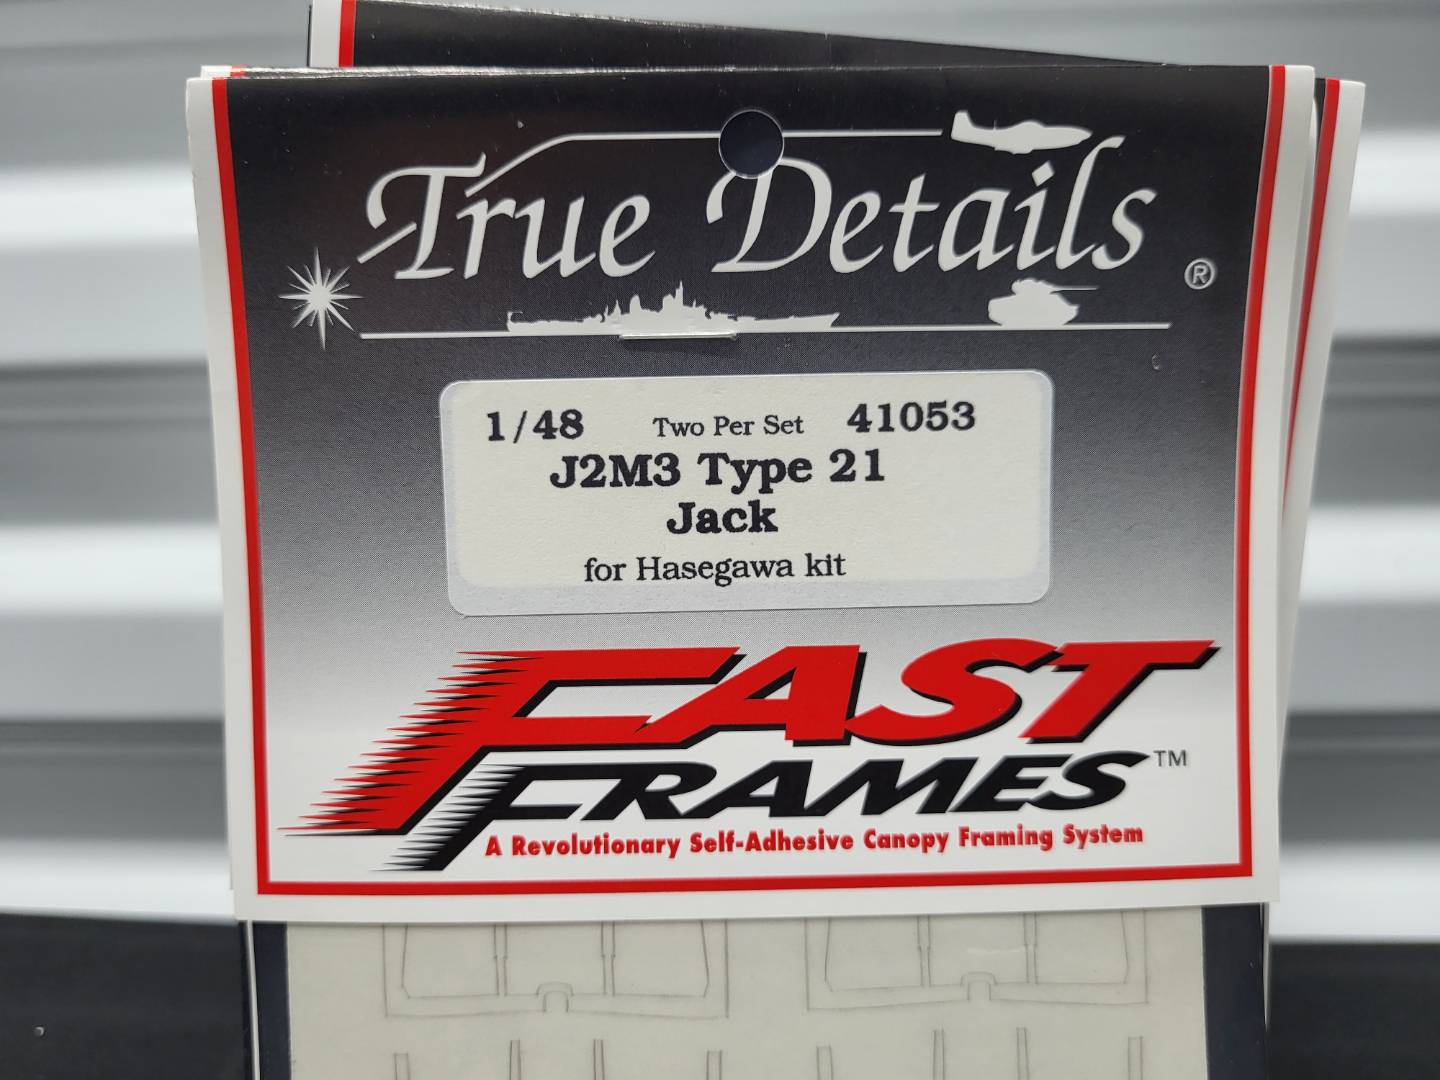 True Details ®
1/48 Two Per Set 41053
J2M3 Type 21
Jack
for Hasegawa kit
FAST
FRAMES™
A Revolutionary Self-Adhesive Canopy Framing System